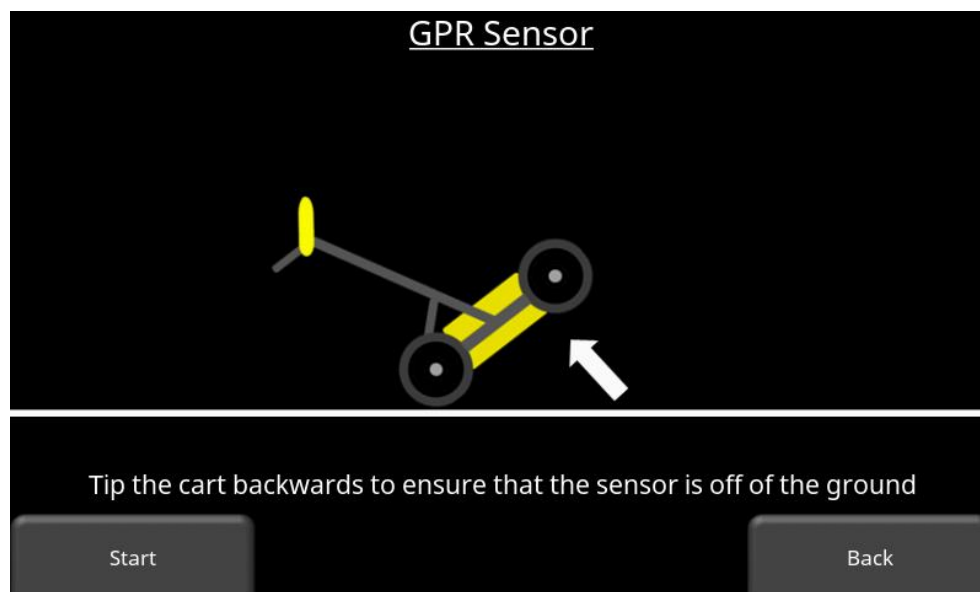 GPR Sensor
Tip the cart backwards to ensure that the sensor is off of the ground
Start
Back